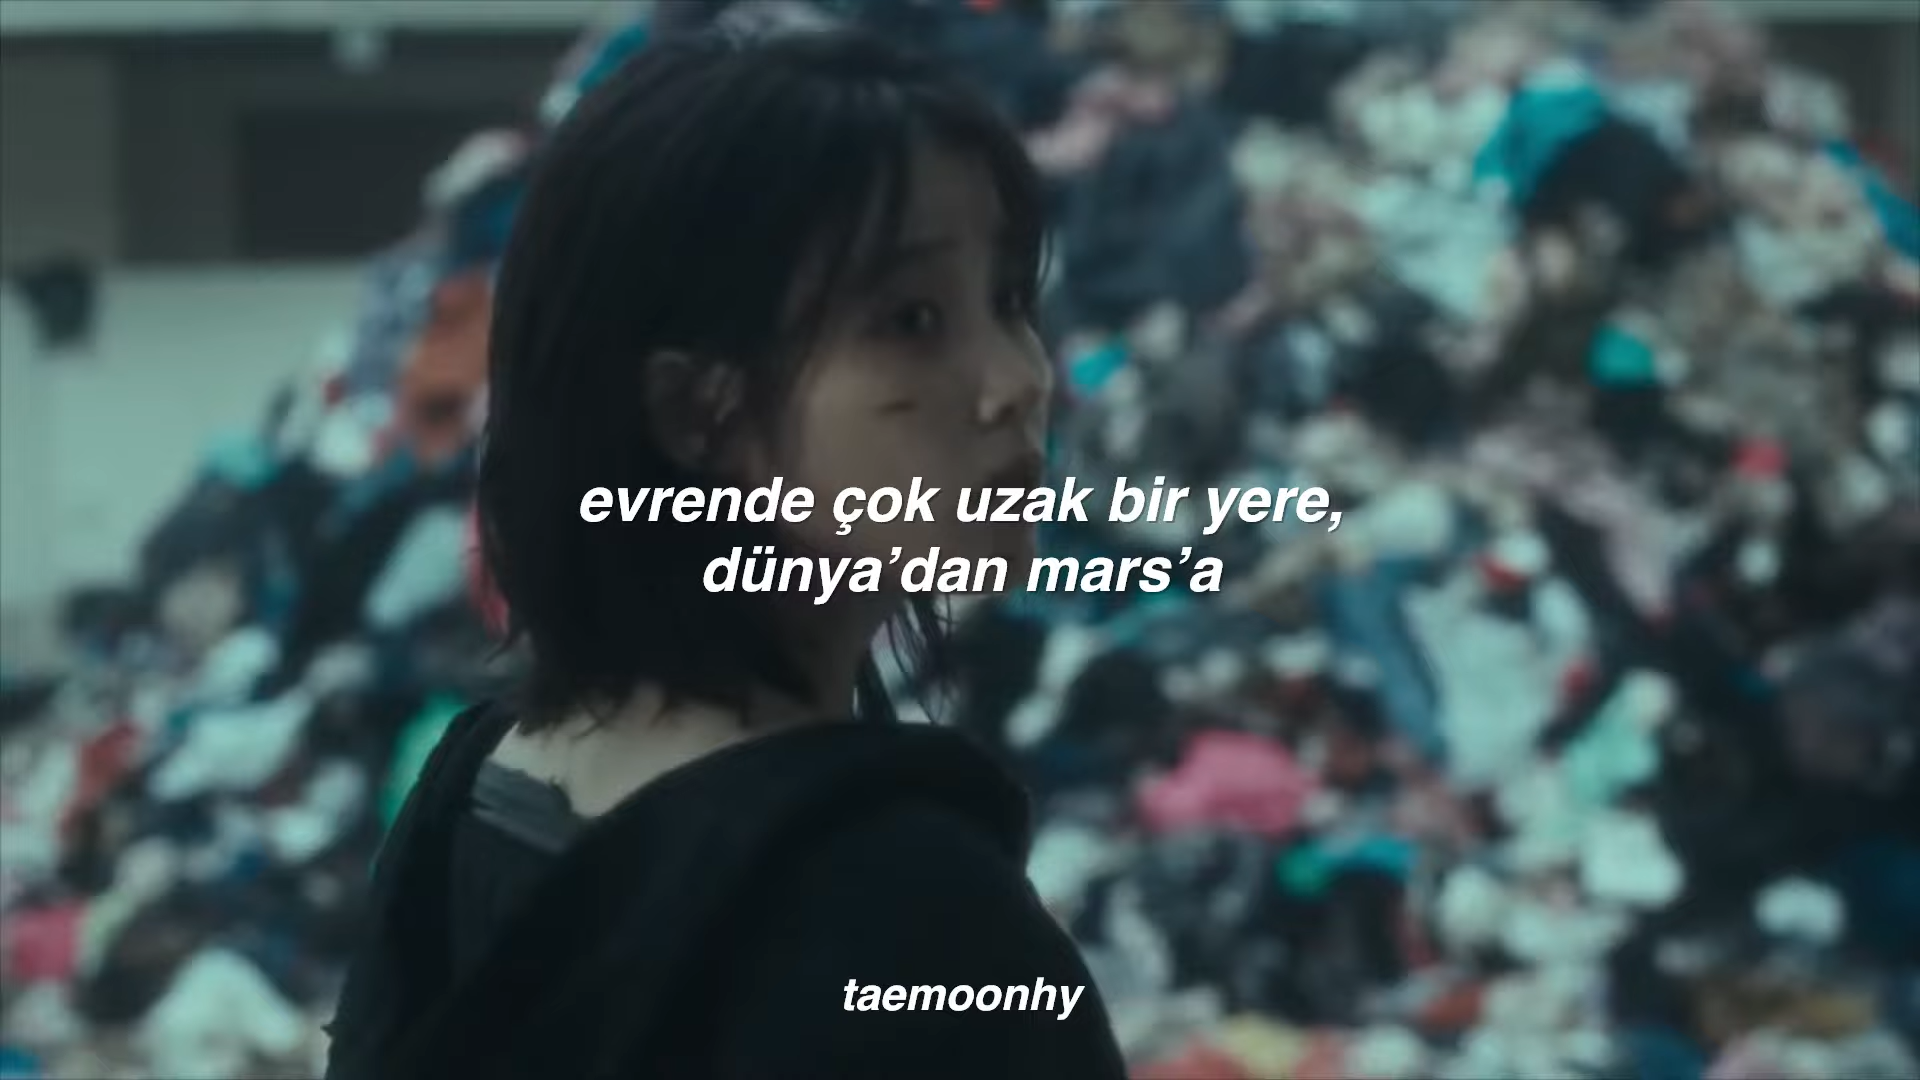 evrende çok uzak bir yere,
dünya’dan mars’a
taemoonhy